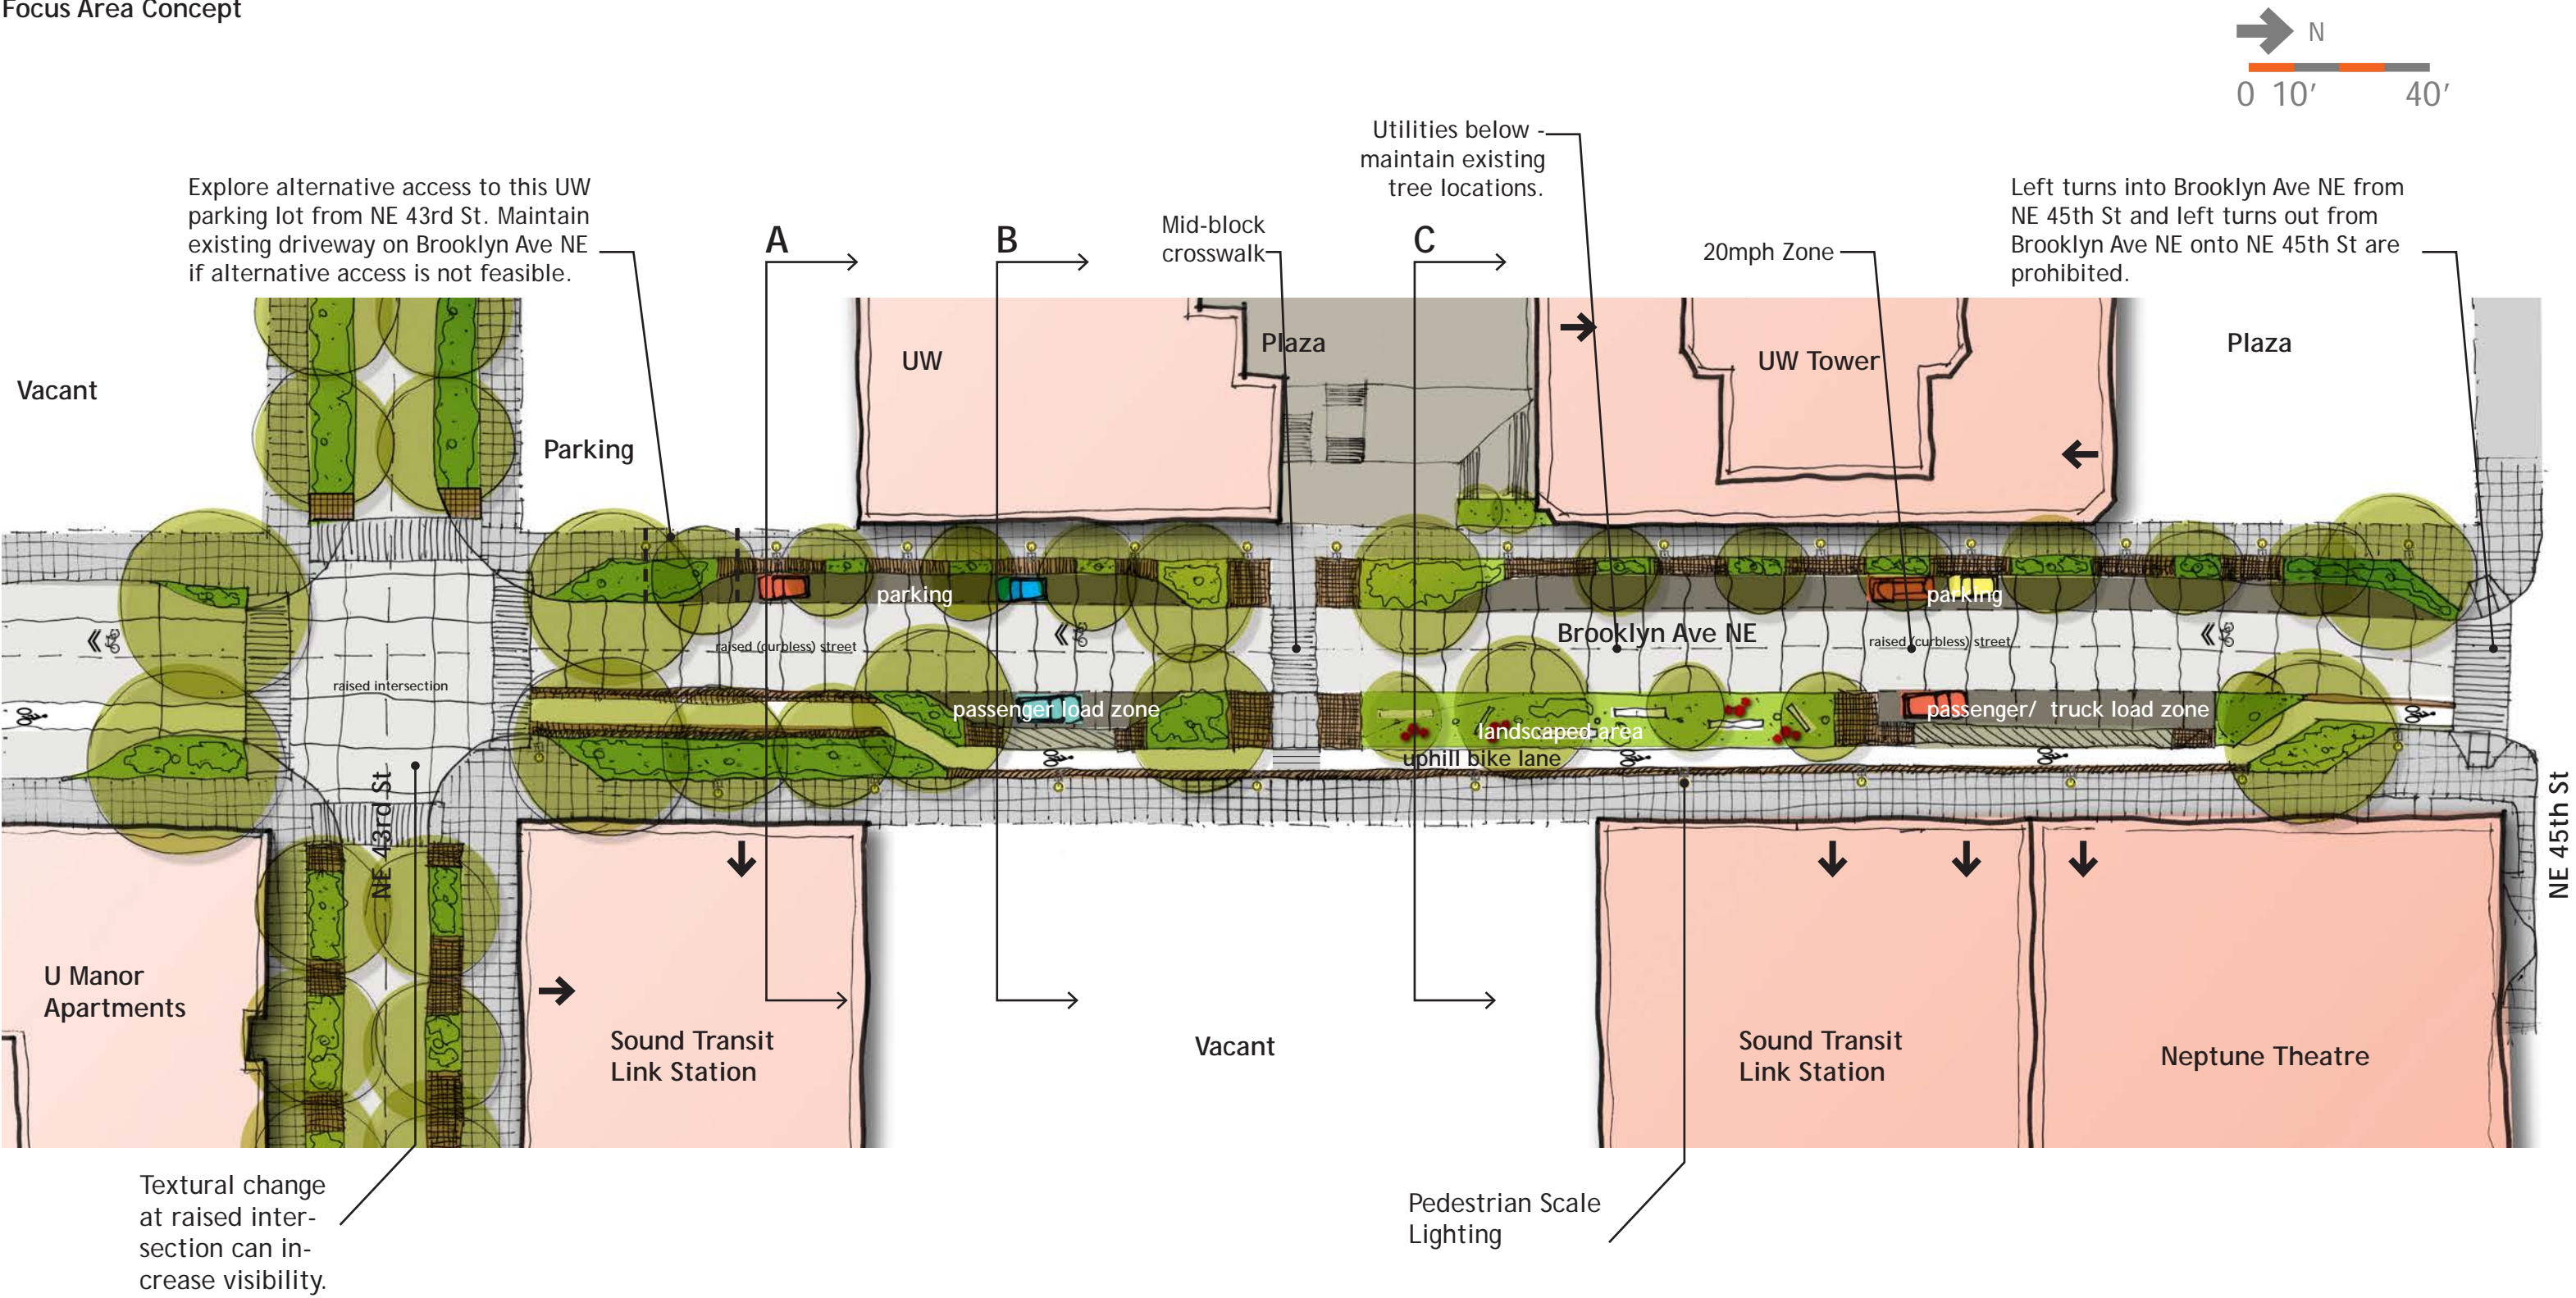 Focus Area Concept
N
0 10′ 40′
Utilities below -
maintain existing
tree locations.
Explore alternative access to this UW
parking lot from NE 43rd St. Maintain
existing driveway on Brooklyn Ave NE
if alternative access is not feasible.
A
B
Mid-block
crosswalk
C
20mph Zone
Left turns into Brooklyn Ave NE from
NE 45th St and left turns out from
Brooklyn Ave NE onto NE 45th St are
prohibited.
Vacant
Parking
UW
Plaza
UW Tower
Plaza
parking
parking
raised (curbless) street
Brooklyn Ave NE
raised (curbless) street
raised intersection
passenger load zone
landscaped area
passenger/ truck load zone
uphill bike lane
NE 43rd St
NE 45th St
U Manor
Apartments
Sound Transit
Link Station
Vacant
Sound Transit
Link Station
Neptune Theatre
Textural change
at raised inter-
section can in-
crease visibility.
Pedestrian Scale
Lighting